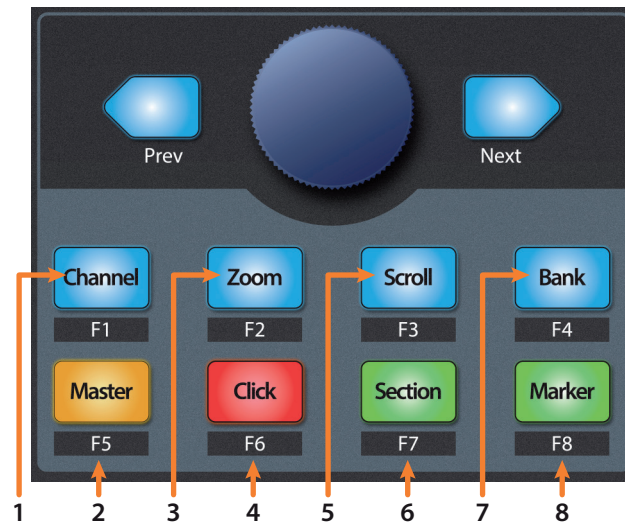 Prev Next
Channel Zoom Scroll Bank
F1 F2 F3 F4
Master Click Section Marker
F5 F6 F7 F8
1 2 3 4 5 6 7 8